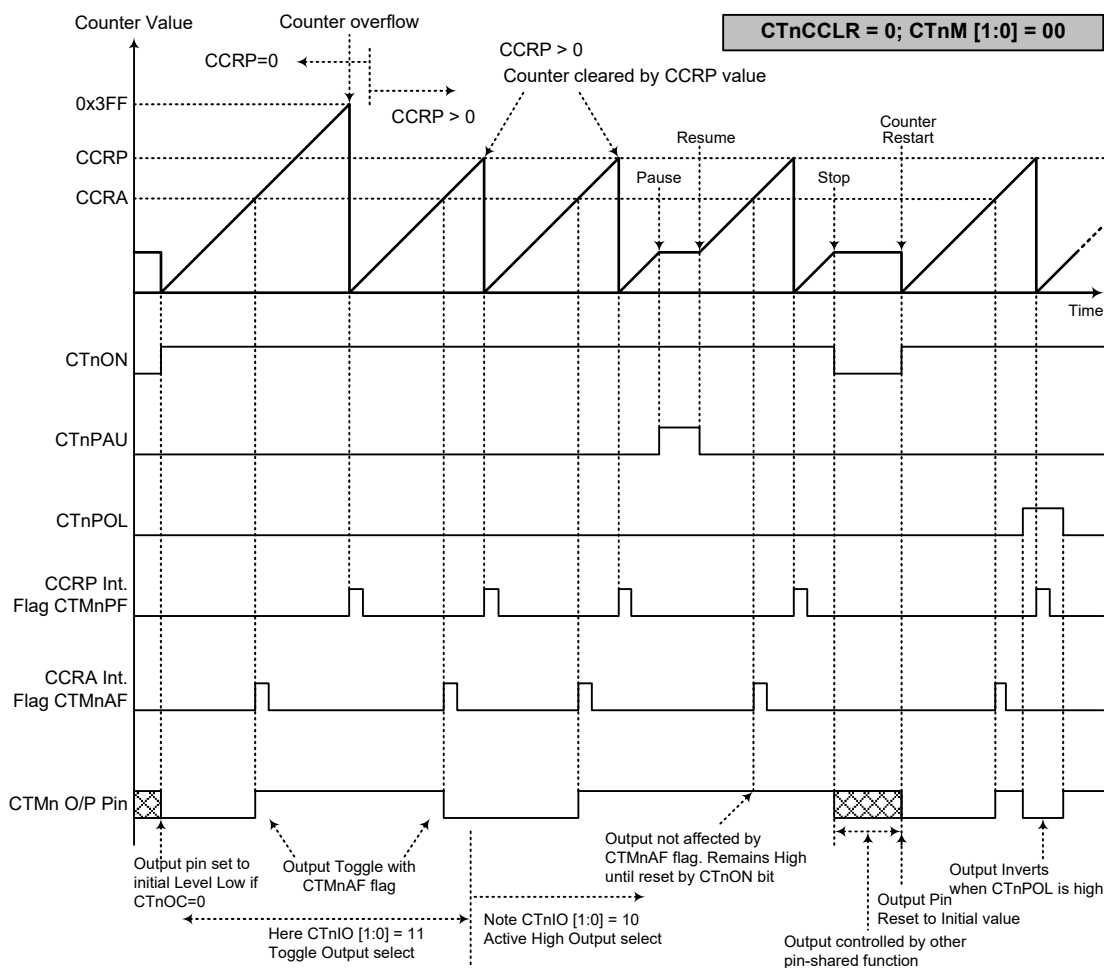 Counter Value
Counter overflow
CTnCCLR = 0; CTnM [1:0] = 00
CCRP=0
CCRP > 0
CCRP > 0
Counter cleared by CCRP value
0x3FF
CCRP
CCRA
Pause
Resume
Stop
Counter
Restart
Time
CTnON
CTnPAU
CTnPOL
CCRP Int.
Flag CTMnPF
CCRA Int.
Flag CTMnAF
CTMn O/P Pin
Output pin set to
initial Level Low if
CTnOC=0
Output Toggle with
CTMnAF flag
Here CTnIO [1:0] = 11
Toggle Output select
Note CTnIO [1:0] = 10
Active High Output select
Output not affected by
CTMnAF flag. Remains High
until reset by CTnON bit
Output controlled by other
pin-shared function
Output Pin
Reset to Initial value
Output Inverts
when CTnPOL is high